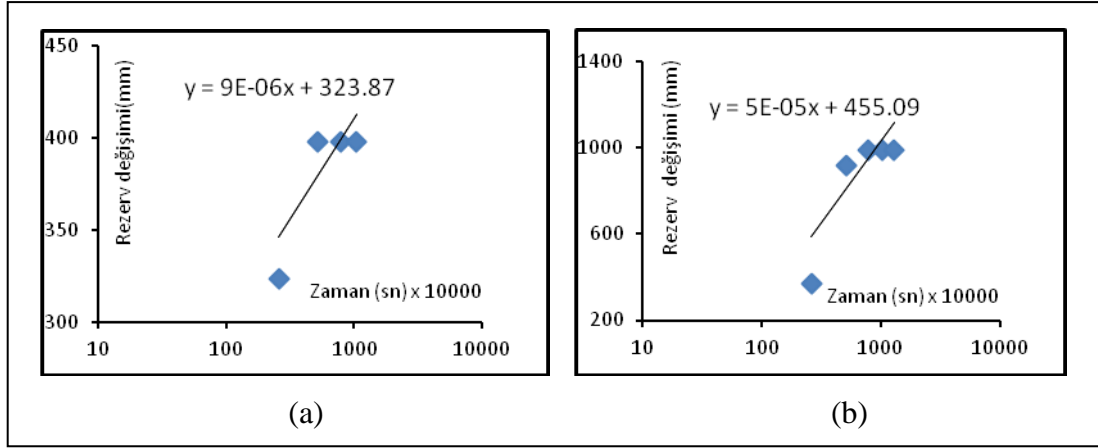 450
400
350
300
Rezerv değişimi(mm)
y = 9E-06x + 323.87
Zaman (sn) x 10000
10
100
1000
10000
(a)
1400
1000
600
200
Rezerv değişimi (mm)
y = 5E-05x + 455.09
Zaman (sn) x 10000
10
100
1000
10000
(b)